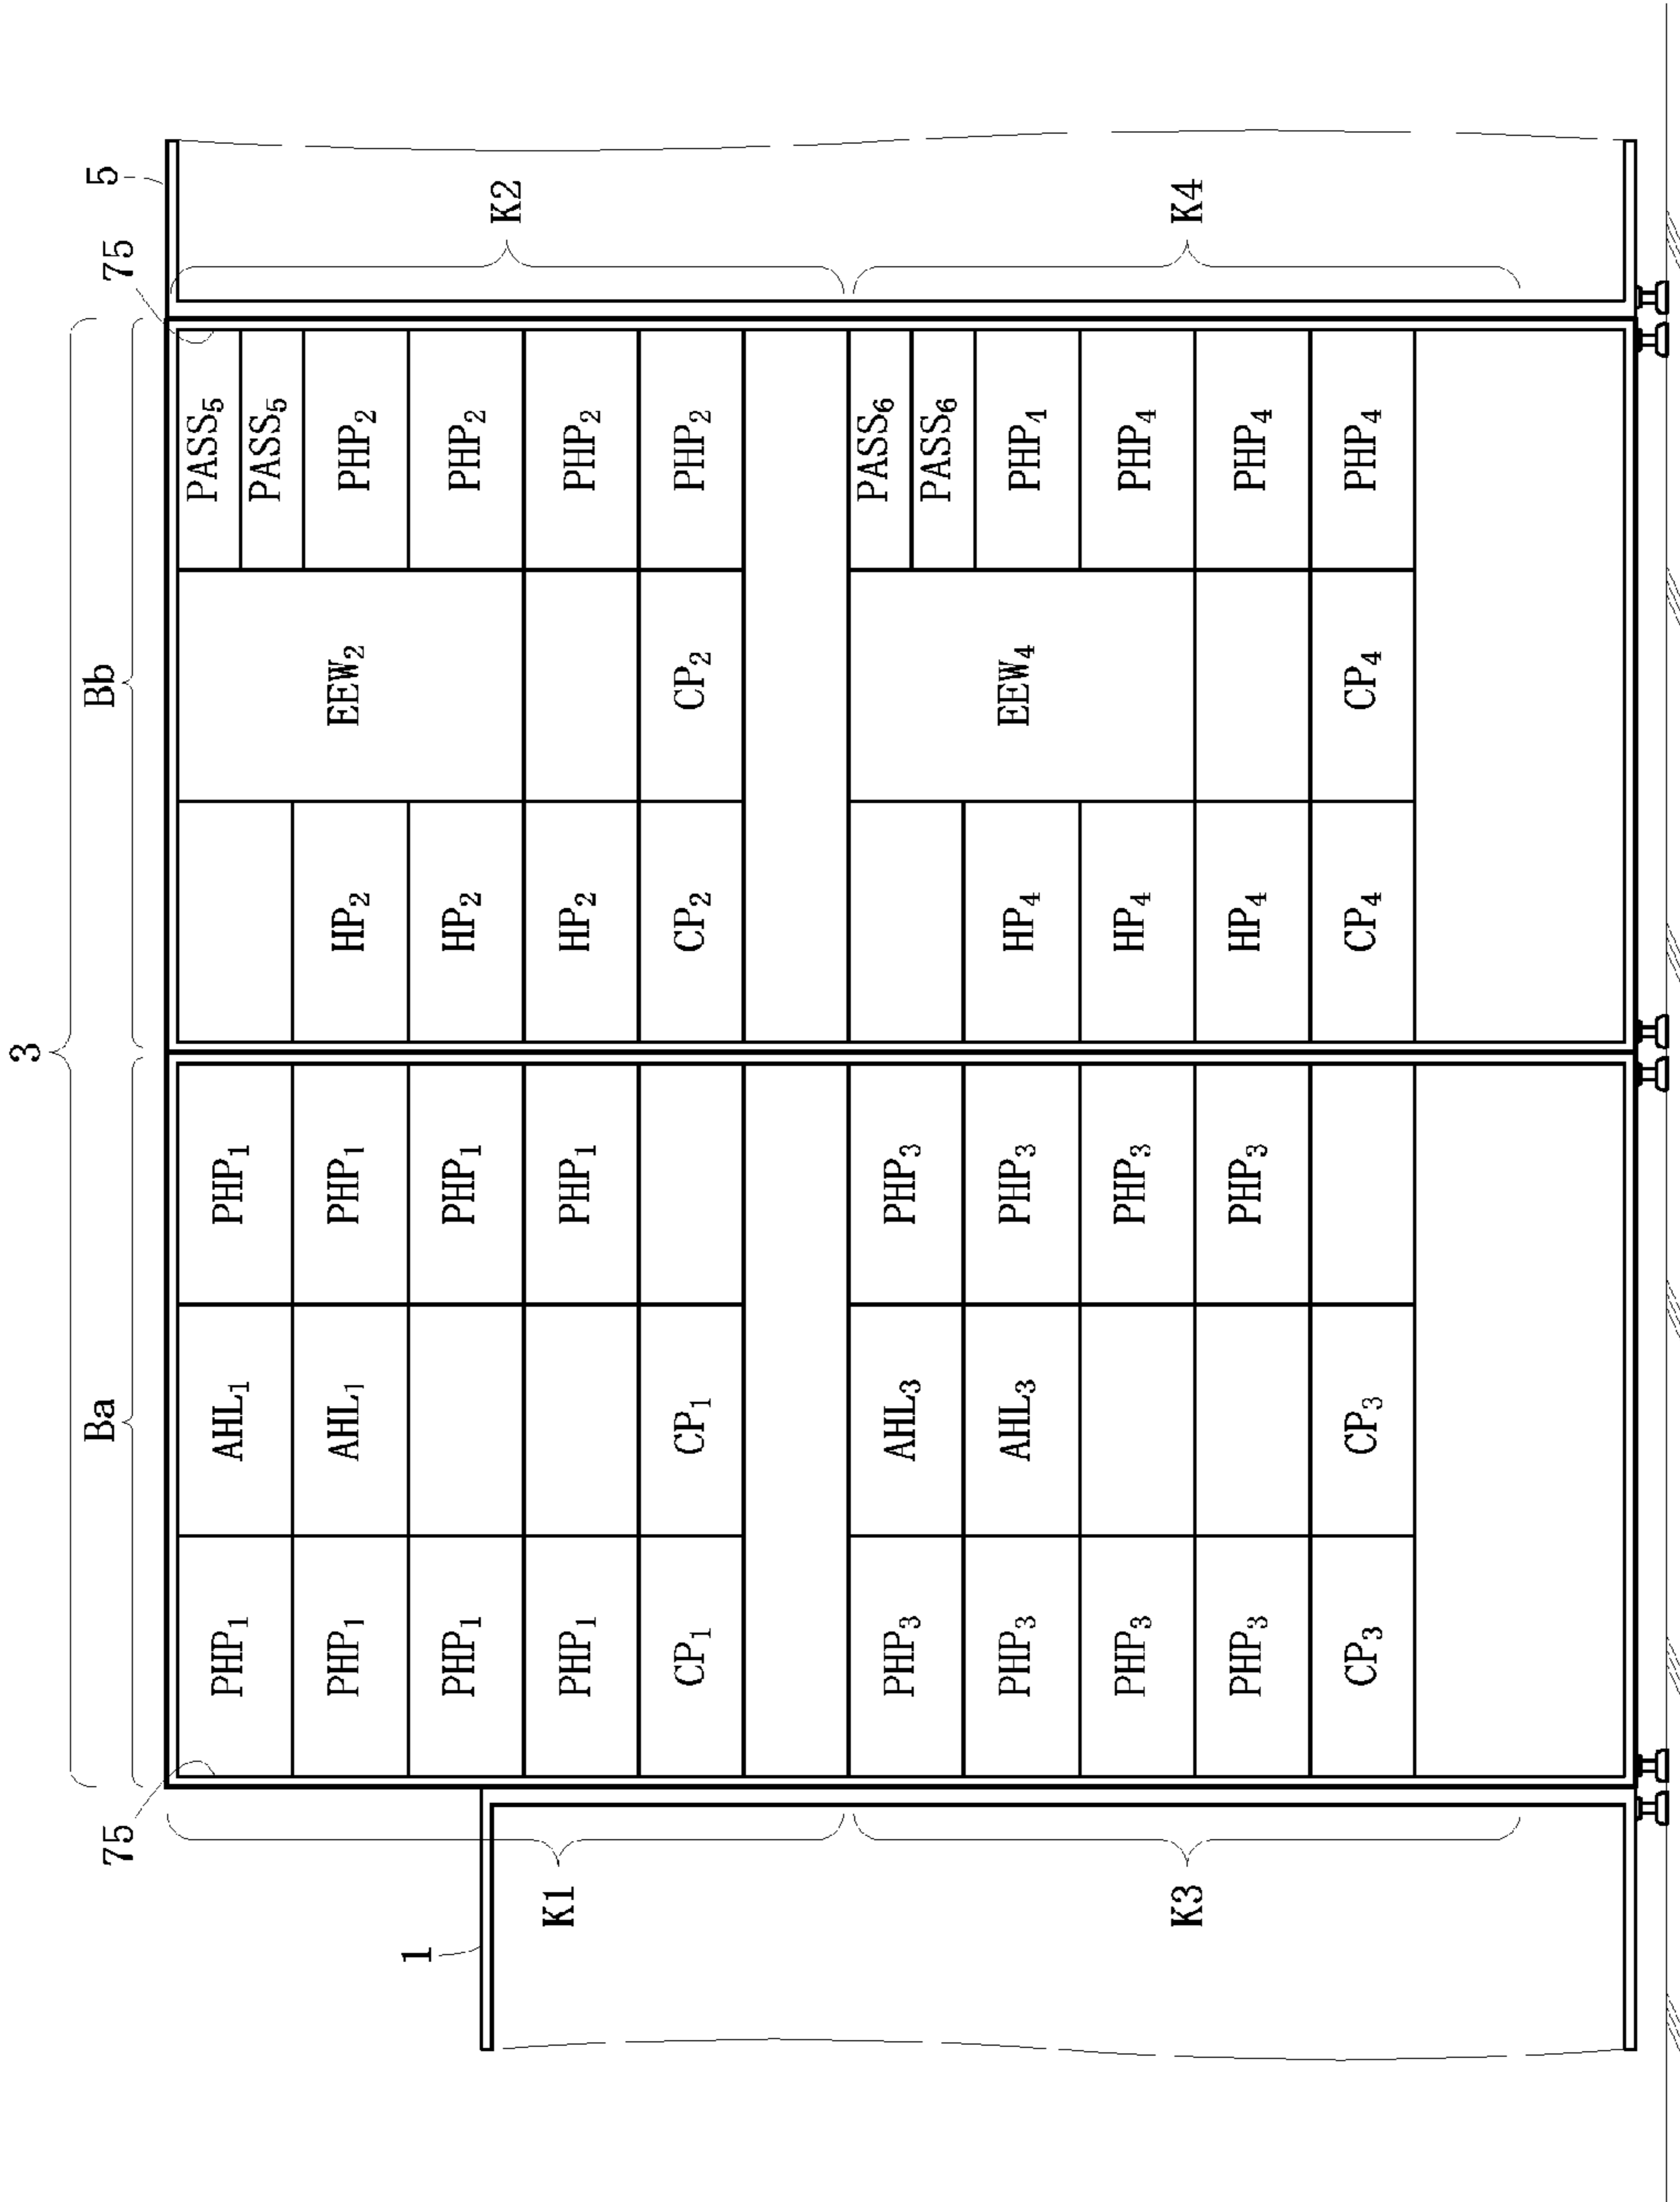 3
Ba Bb
75 75 5
PHP₁ AHL₁ PHP₁ PASS₅
PASS₅
PHP₁ AHL₁ PHP₁ HP₂ EEW₂ PHP₂
1
PHP₁ PHP₁ HP₂ PHP₂
K1 K2
PHP₁ PHP₁ HP₂ PHP₂
CP₁ CP₁ CP₂ CP₂ PHP₂
PHP₃ AHL₃ PHP₃ PASS₆
PASS₆
PHP₃ AHL₃ PHP₃ HP₄ EEW₄ PHP₄
PHP₃ PHP₃ HP₄ PHP₄
K3 K4
PHP₃ PHP₃ HP₄ PHP₄
CP₃ CP₃ CP₄ CP₄ PHP₄